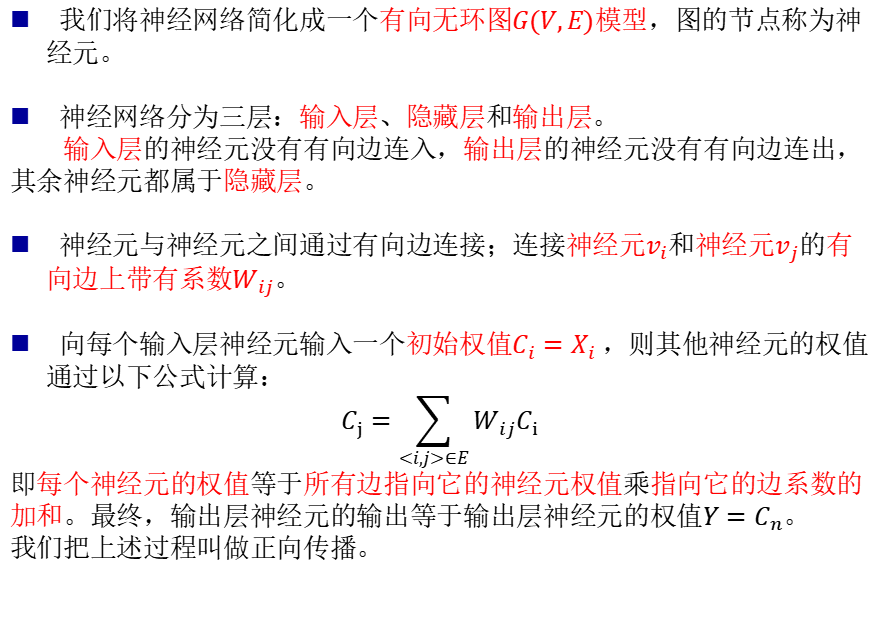 ■ 我们将神经网络简化成一个有向无环图G(V, E)模型，图的节点称为神
经元。
■ 神经网络分为三层：输入层、隐藏层和输出层。
输入层的神经元没有有向边连入，输出层的神经元没有有向边连出，
其余神经元都属于隐藏层。
■ 神经元与神经元之间通过有向边连接；连接神经元v_i和神经元v_j的有
向边上带有系数W_{ij}。
■ 向每个输入层神经元输入一个初始权值C_i = X_i ，则其他神经元的权值
通过以下公式计算：
C_j = ∑_{<i,j>∈E} W_{ij}C_i
即每个神经元的权值等于所有边指向它的神经元权值乘指向它的边系数的
加和。最终，输出层神经元的输出等于输出层神经元的权值Y = C_n。
我们把上述过程叫做正向传播。